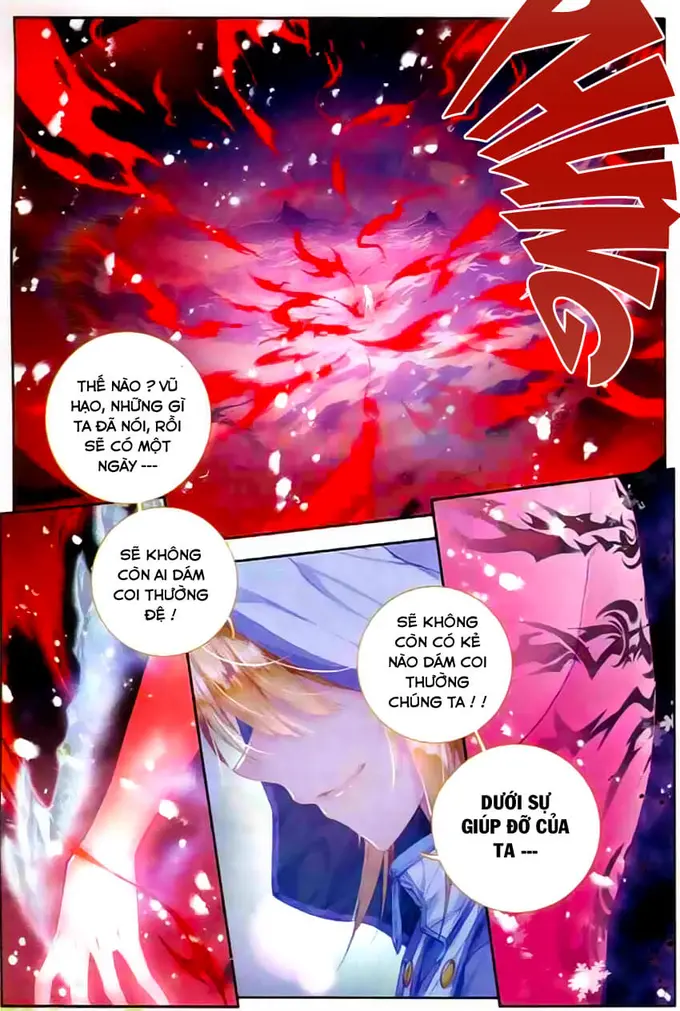 NHƯNG
THẾ NÀO ? VŨ
HẠO, NHỮNG GÌ
TA ĐÃ NÓI, RỒI
SẼ CÓ MỘT
NGÀY ---
SẼ KHÔNG
CÒN AI DÁM
COI THƯỜNG
ĐỆ !
SẼ KHÔNG
CÒN CÓ KẺ
NÀO DÁM COI
THƯỜNG
CHÚNG TA ! !
DƯỚI SỰ
GIÚP ĐỠ CỦA
TA ---